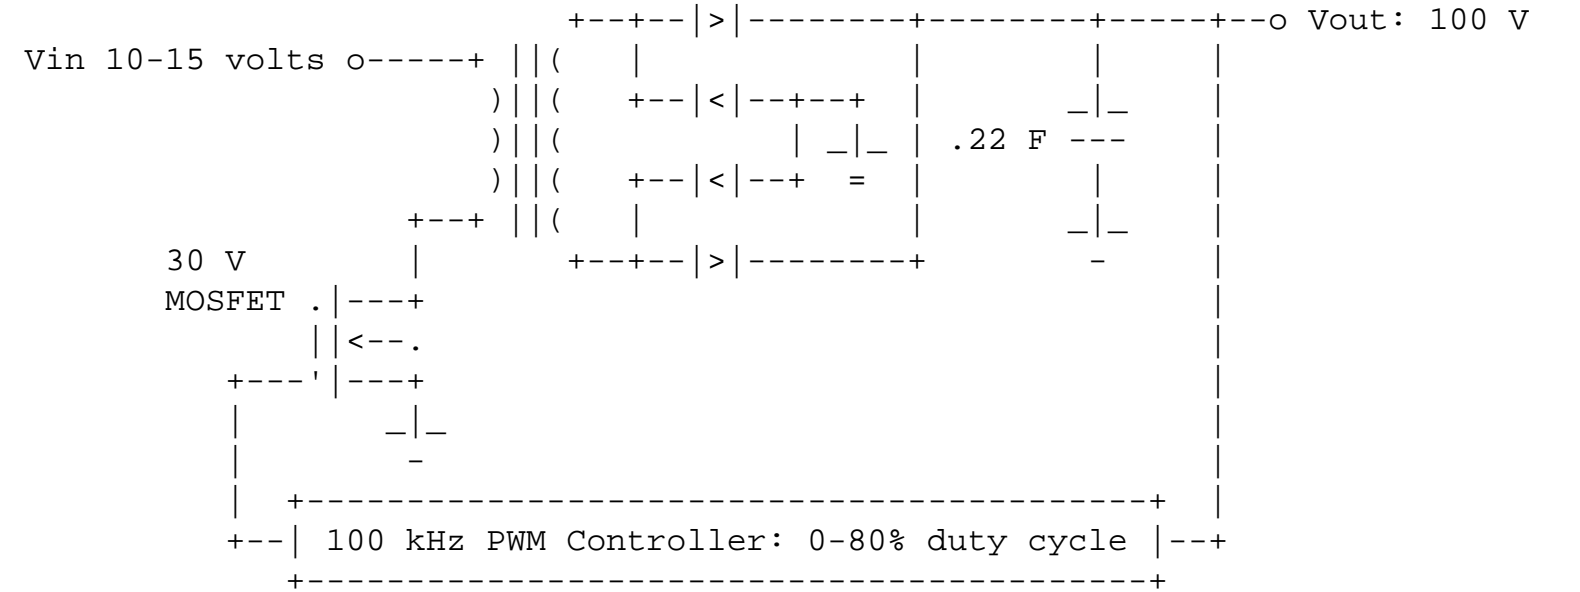 Vout: 100 V
Vin 10-15 volts
.22 F
30 V
MOSFET
100 kHz PWM Controller: 0-80% duty cycle